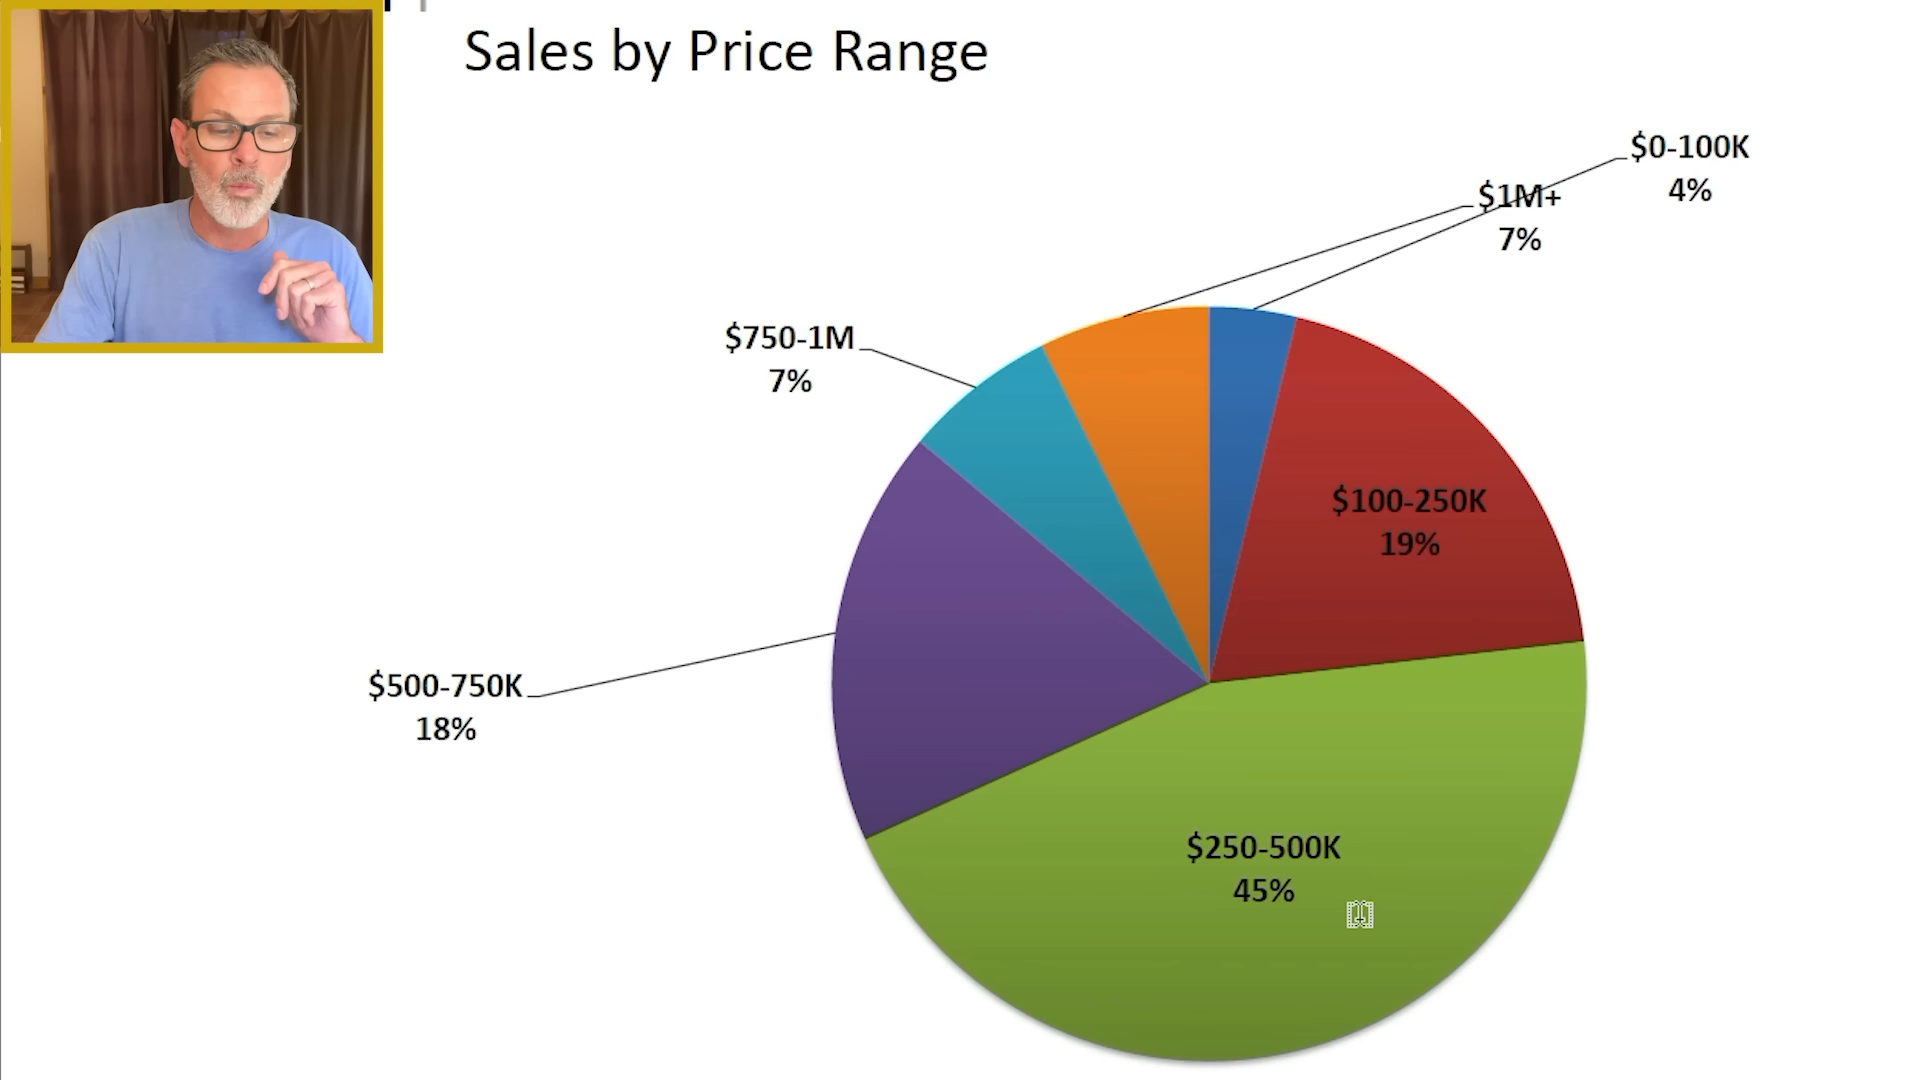 Sales by Price Range
$0-100K
4%
$1M+
7%
$750-1M
7%
$100-250K
19%
$500-750K
18%
$250-500K
45%